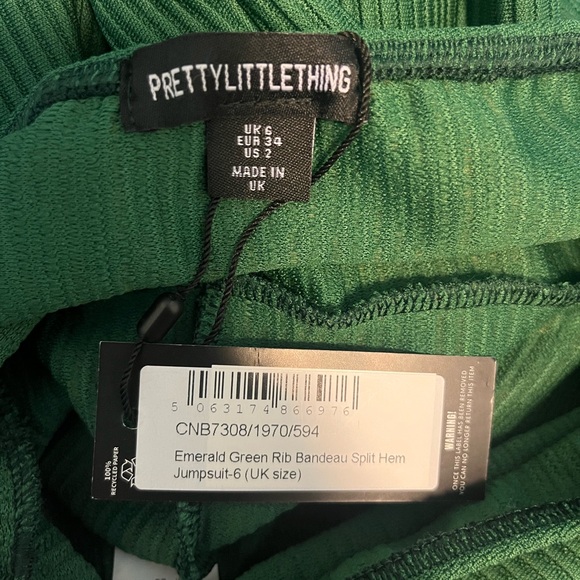 PRETTYLITTLETHING
UK 6
EUR 34
US 2
MADE IN
UK
5 063174 866976
CNB7308/1970/594
Emerald Green Rib Bandeau Split Hem
Jumpsuit-6 (UK size)
100%
RECYCLED PAPER
WARNING!
ONCE THIS LABEL HAS BEEN REMOVED
YOU CAN NO LONGER RETURN THIS ITEM